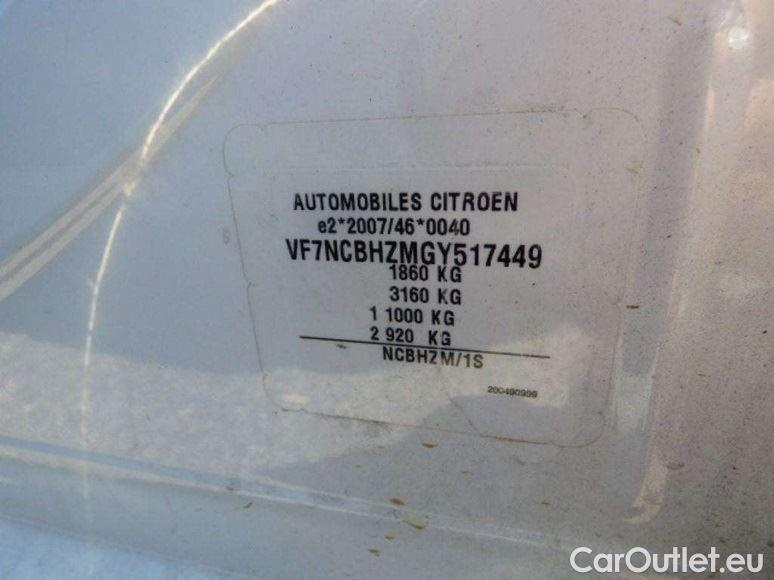 AUTOMOBILES CITROEN
e2*2007/46*0040
VF7NCBHZMGY517449
1860 KG
3160 KG
1 1000 KG
2 920 KG
NCBHZM/1S
200490999
CarOutlet.eu